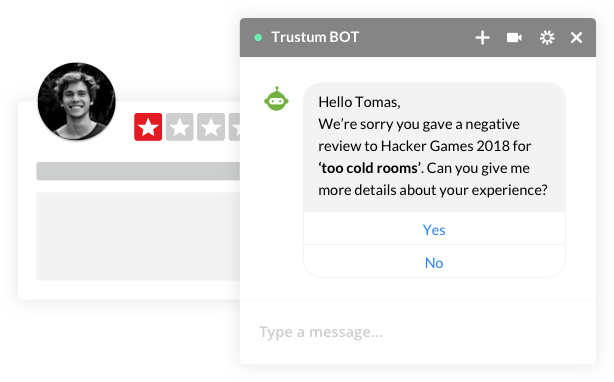 Trustum BOT
Hello Tomas,
We’re sorry you gave a negative
review to Hacker Games 2018 for
‘too cold rooms’. Can you give me
more details about your experience?
Yes
No
Type a message...